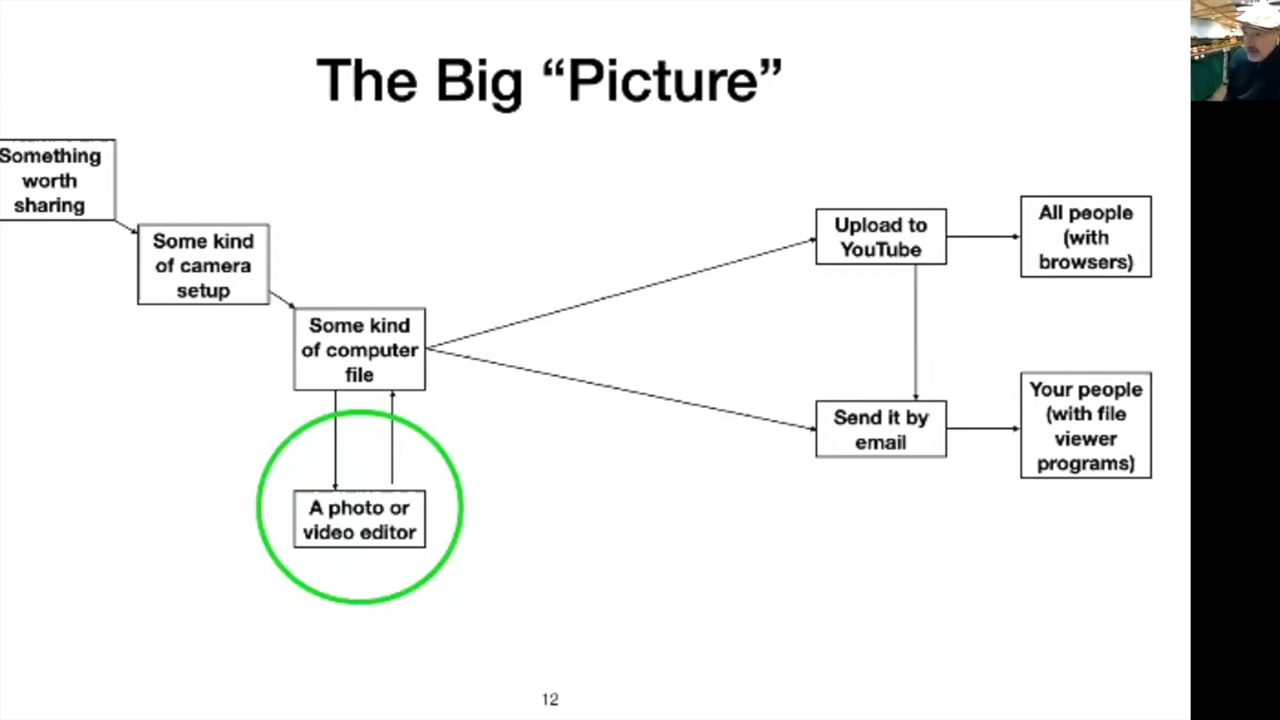 The Big “Picture”
Something
worth
sharing
Some kind
of camera
setup
Some kind
of computer
file
A photo or
video editor
Upload to
YouTube
All people
(with
browsers)
Send it by
email
Your people
(with file
viewer
programs)
12